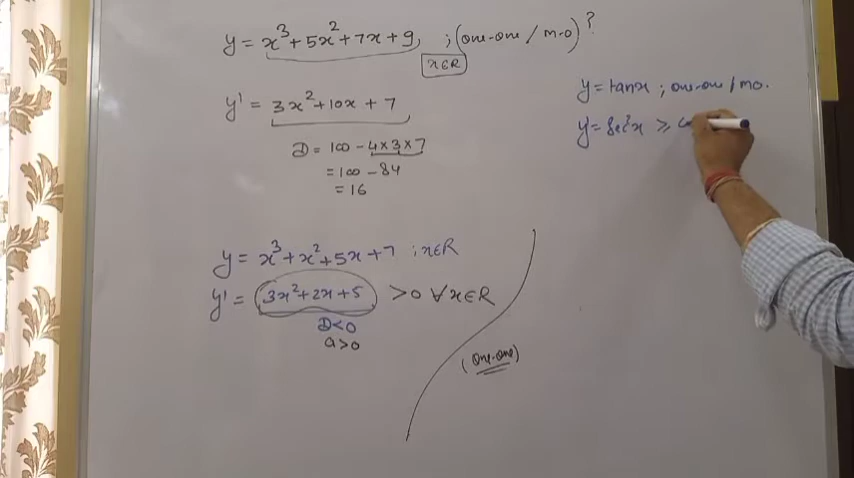 y = x³ + 5x² + 7x + 9, ; (one-one / m-o)?
x∈R
y' = 3x² + 10x + 7
D = 100 - 4×3×7
= 100 - 84
= 16
y = x³ + x² + 5x + 7 ; x∈R
y' = 3x² + 2x + 5 > 0 ∀x∈R
D<0
a>0
(one-one)
y = tanx ; one-one / mo.
y' = sec²x ≥